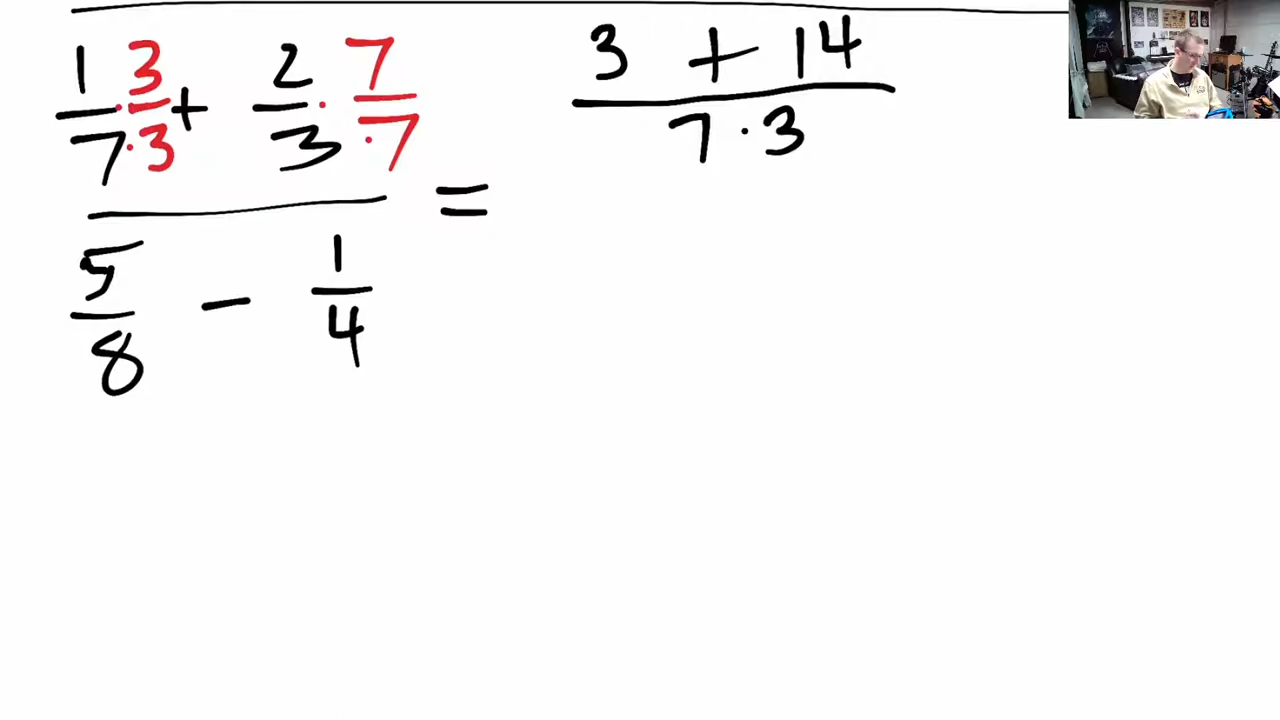 1/7 · 3/3 + 2/3 · 7/7
5/8 - 1/4
=
3 + 14
7 · 3